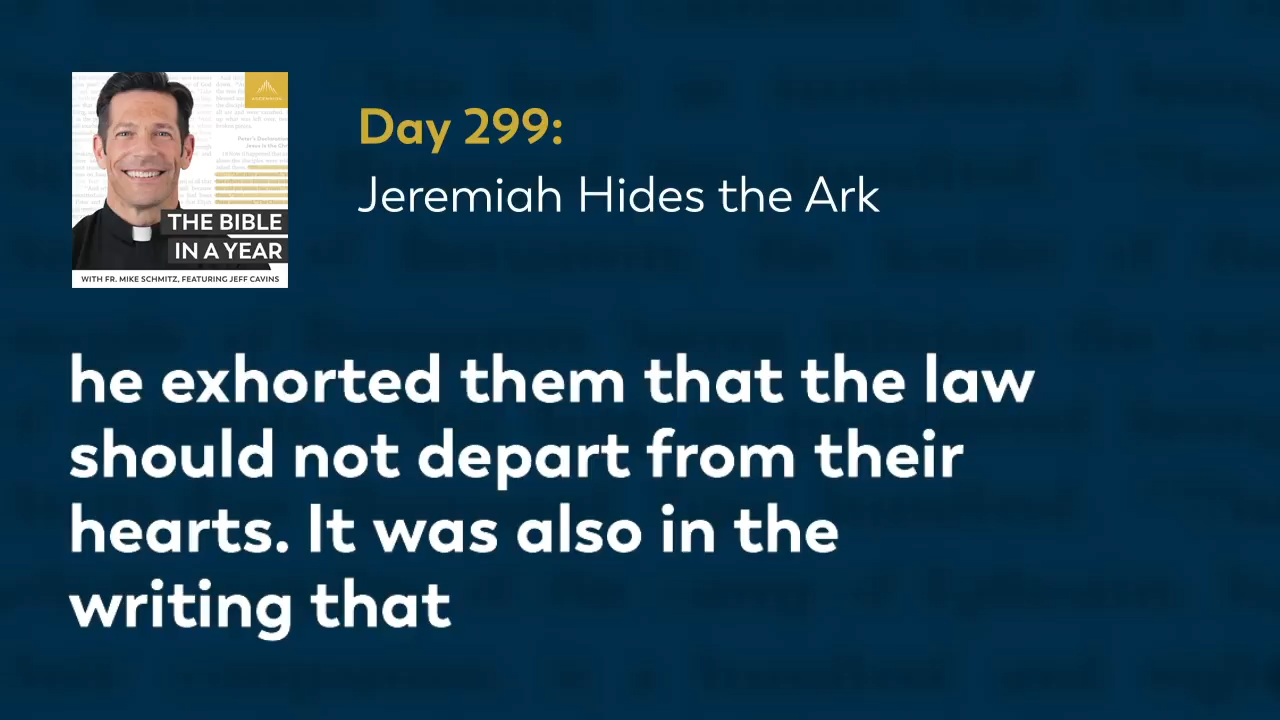 Day 299:
Jeremiah Hides the Ark
THE BIBLE
IN A YEAR
WITH FR. MIKE SCHMITZ, FEATURING JEFF CAVINS
he exhorted them that the law
should not depart from their
hearts. It was also in the
writing that